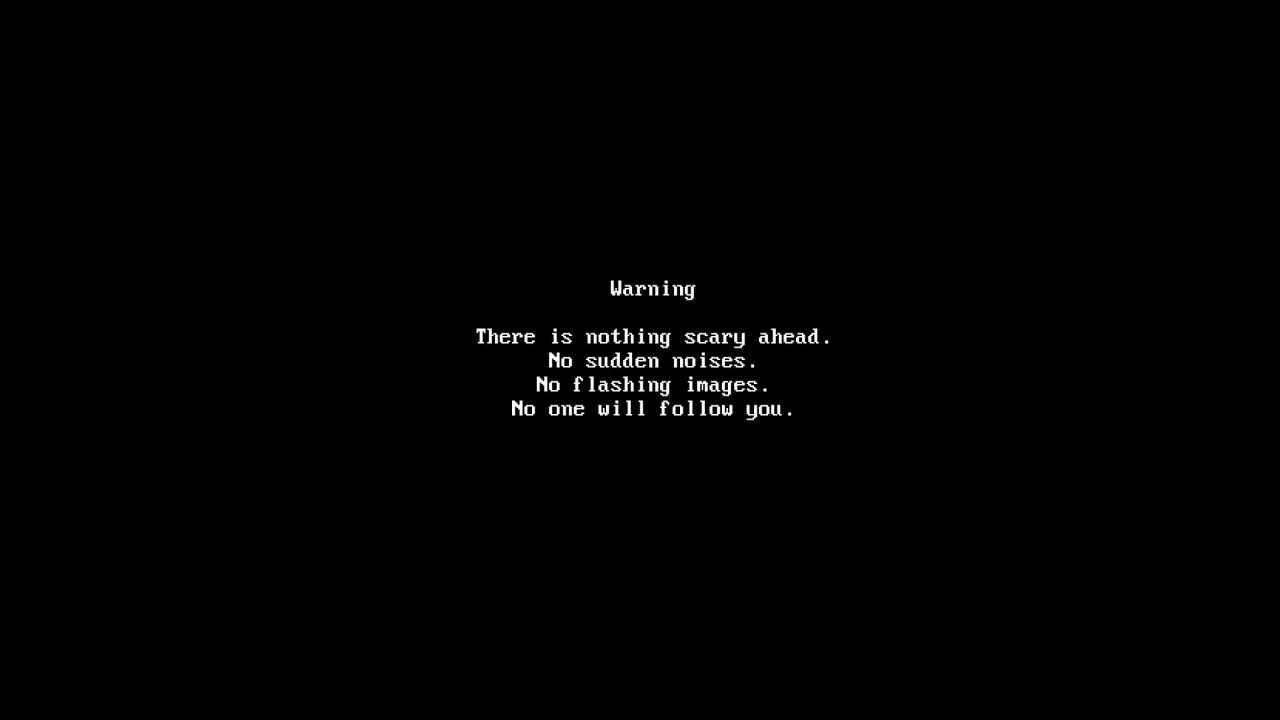 Warning
There is nothing scary ahead.
No sudden noises.
No flashing images.
No one will follow you.